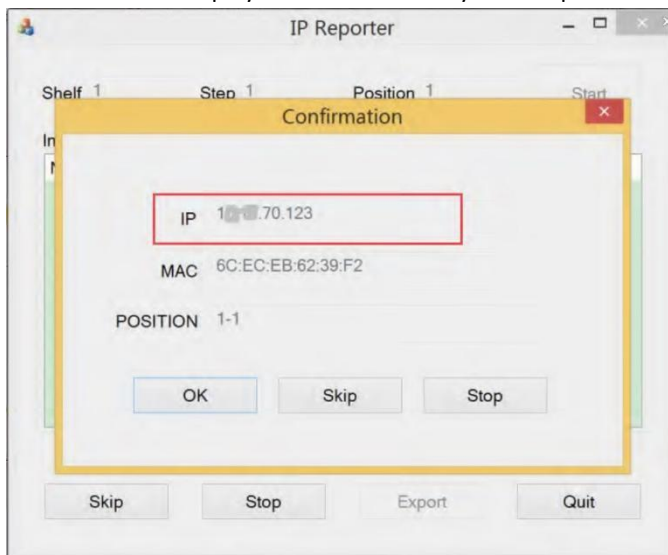 IP Reporter
Shelf 1 Step 1 Position 1 Start
Confirmation
IP .70.123
MAC 6C:EC:EB:62:39:F2
POSITION 1-1
OK Skip Stop
Skip Stop Export Quit